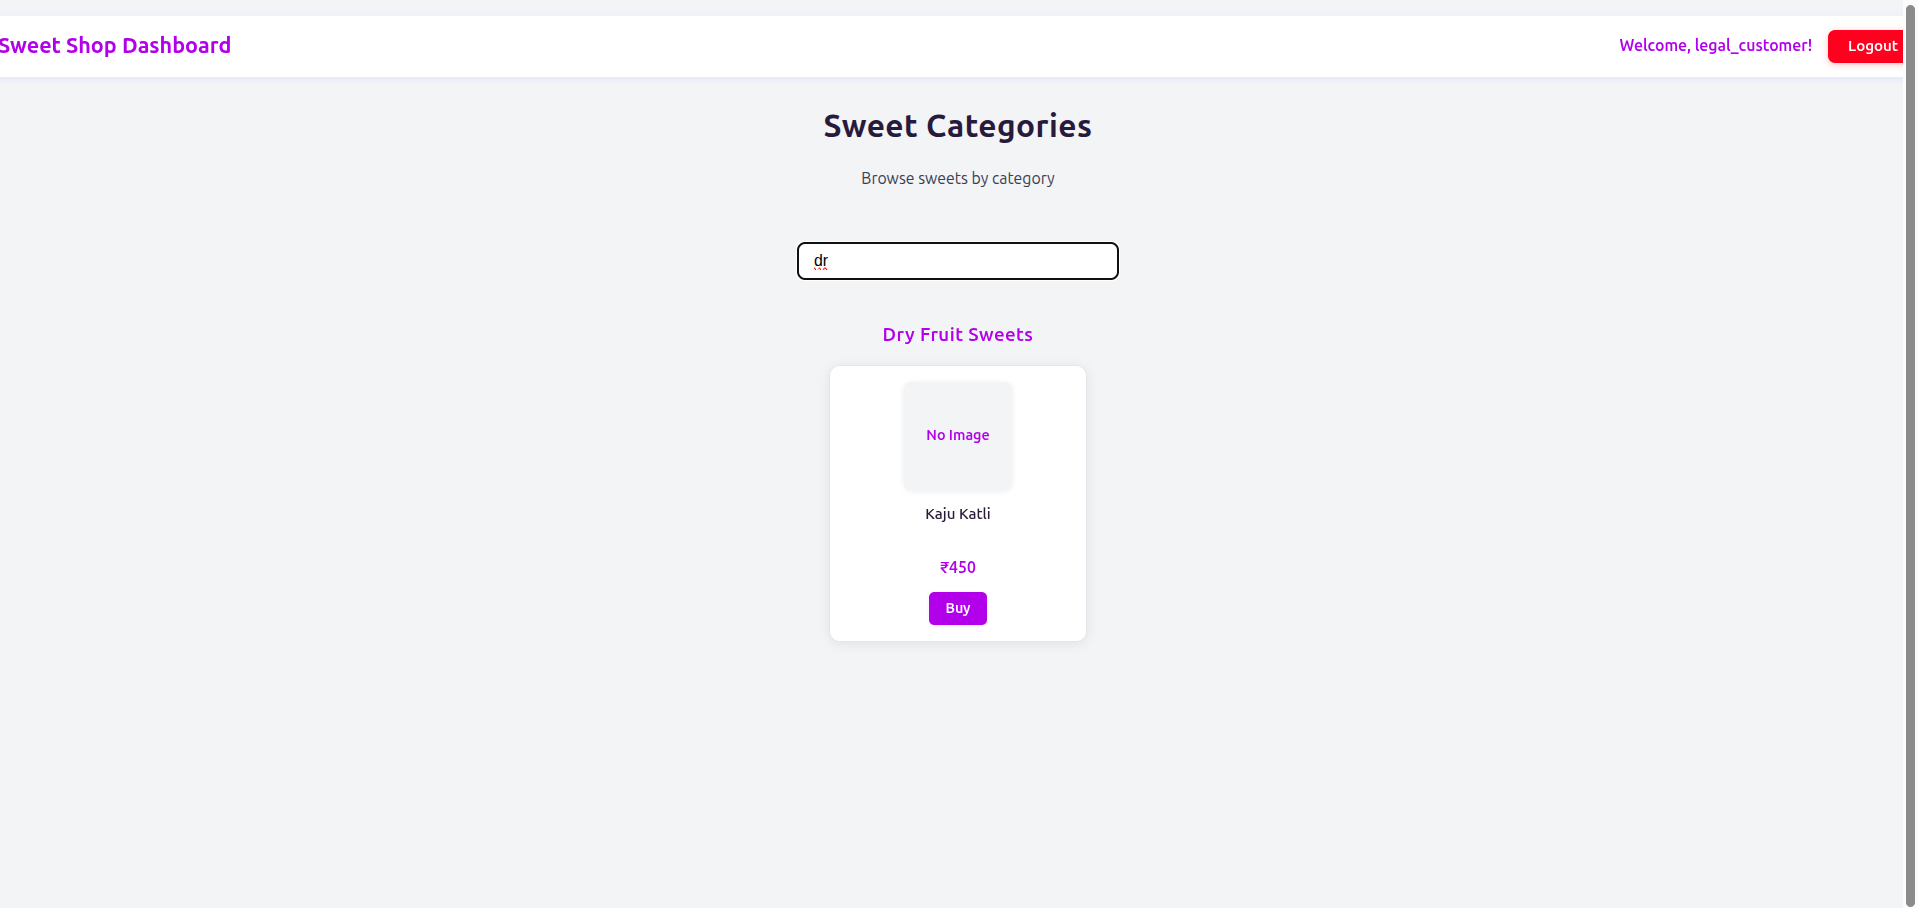 Sweet Shop Dashboard
Welcome, legal_customer!
Logout
Sweet Categories
Browse sweets by category
dr
Dry Fruit Sweets
No Image
Kaju Katli
₹450
Buy